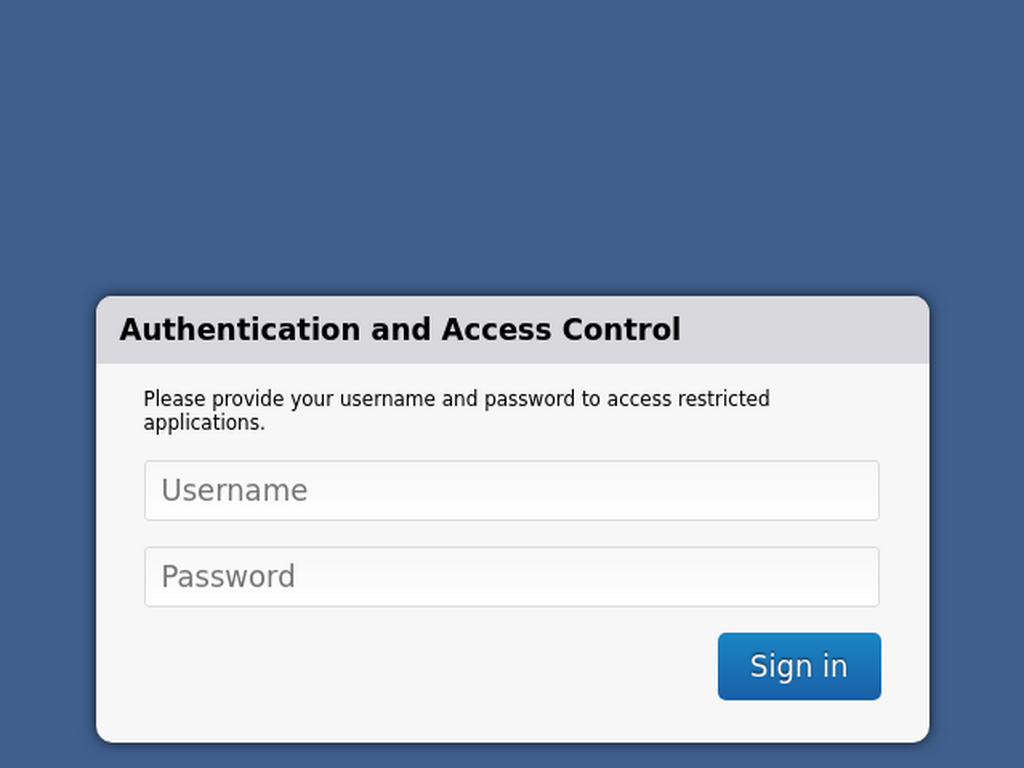 Authentication and Access Control
Please provide your username and password to access restricted
applications.
Username
Password
Sign in